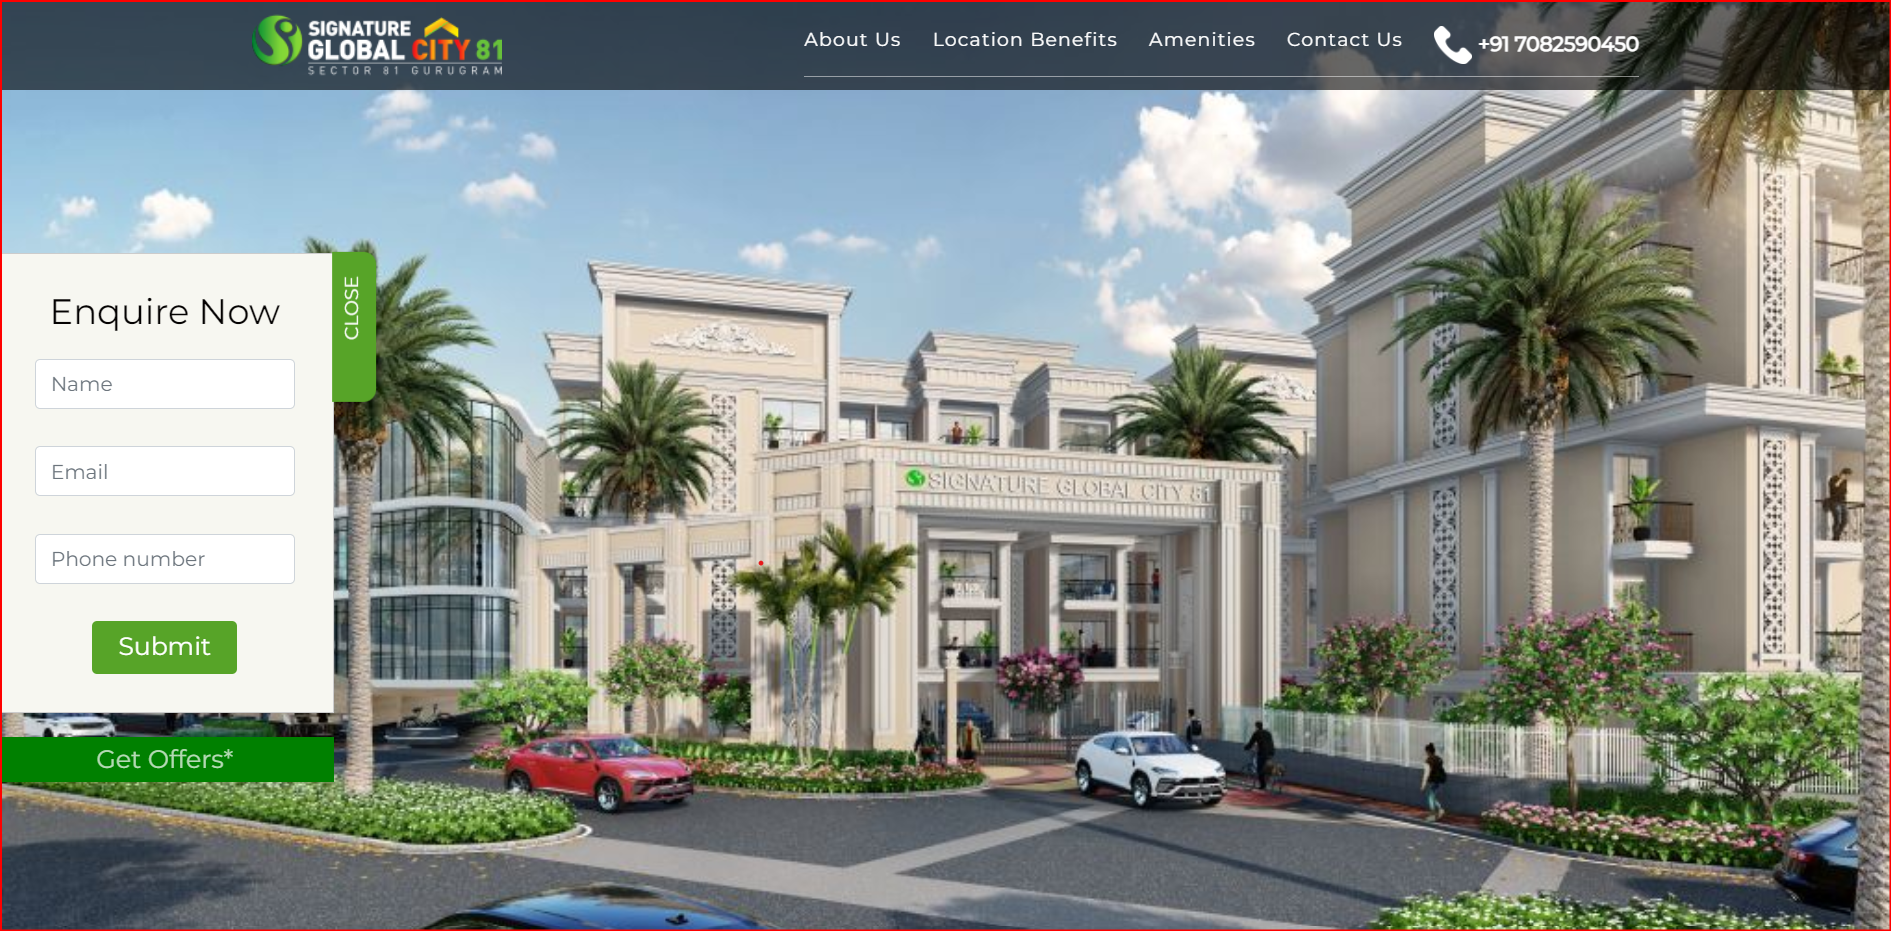 SIGNATURE
GLOBAL CITY 81
SECTOR 81 GURUGRAM
About Us
Location Benefits
Amenities
Contact Us
+91 7082590450
Enquire Now
CLOSE
Name
Email
Phone number
Submit
Get Offers*
SIGNATURE GLOBAL CITY 81